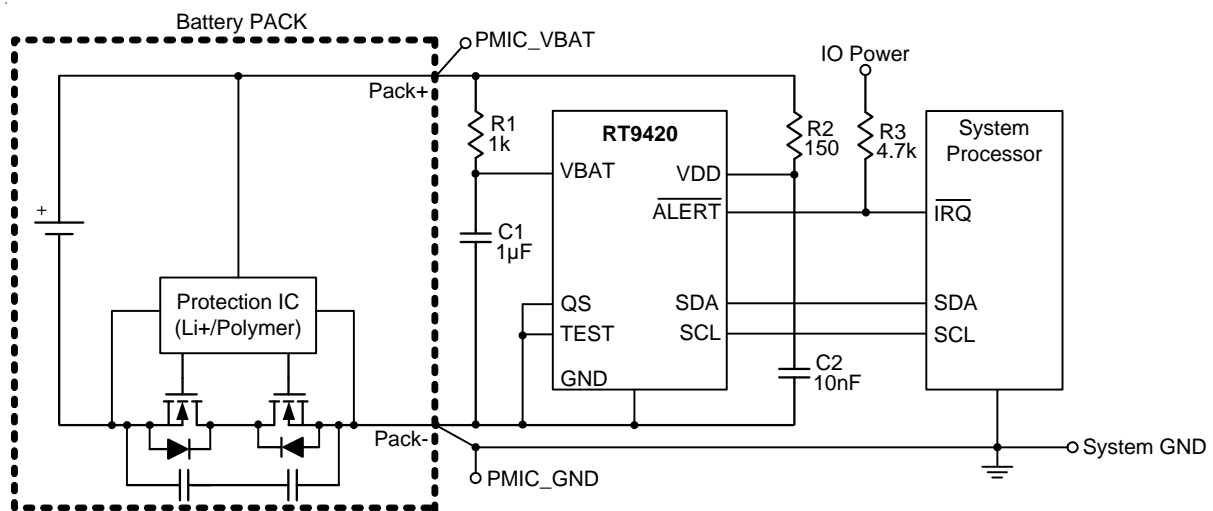 Battery PACK
PMIC_VBAT
IO Power
Pack+
R1
1k
RT9420
R2
150
R3
4.7k
System
Processor
VBAT
VDD
ALERT
IRQ
+
C1
1µF
Protection IC
(Li+/Polymer)
QS
SDA
SDA
TEST
SCL
SCL
GND
C2
10nF
Pack-
System GND
PMIC_GND